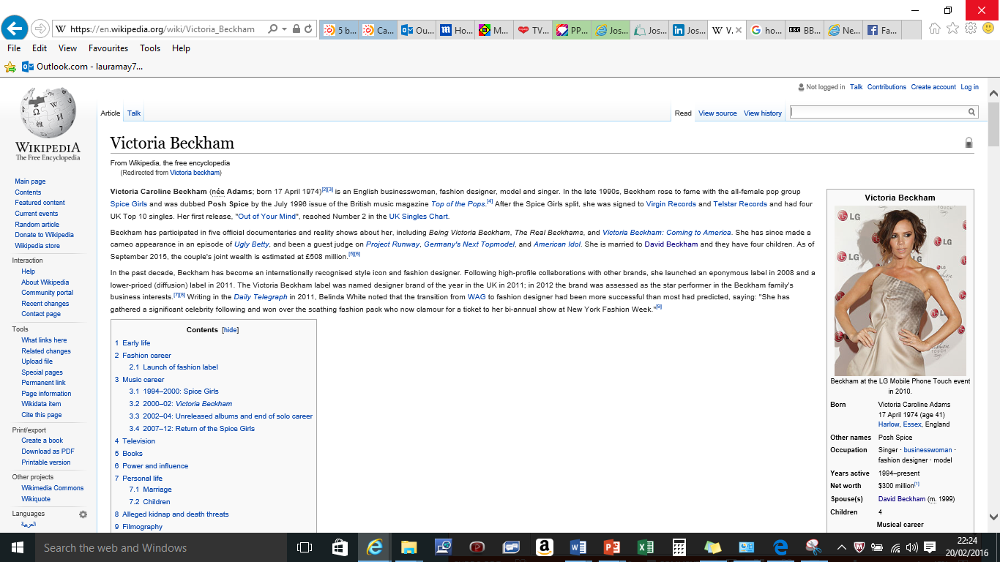 https://en.wikipedia.org/wiki/Victoria_Beckham
5 b... Ca... Ou... Ho... M... TV... PP... Jos... Jos... Jos... V... ho... BB... Ne... Fa...
File Edit View Favourites Tools Help
Outlook.com - lauramay7...
Not logged in Talk Contributions Create account Log in
Article Talk Read View source View history
WIKIPEDIA
The Free Encyclopedia
Main page
Contents
Featured content
Current events
Random article
Donate to Wikipedia
Wikipedia store
Interaction
Help
About Wikipedia
Community portal
Recent changes
Contact page
Tools
What links here
Related changes
Upload file
Special pages
Permanent link
Page information
Wikidata item
Cite this page
Print/export
Create a book
Download as PDF
Printable version
Other projects
Wikimedia Commons
Wikiquote
Languages
العربية
Victoria Beckham
From Wikipedia, the free encyclopedia
(Redirected from Victoria beckham)
Victoria Caroline Beckham (née Adams; born 17 April 1974)[2][3] is an English businesswoman, fashion designer, model and singer. In the late 1990s, Beckham rose to fame with the all-female pop group
Spice Girls and was dubbed Posh Spice by the July 1996 issue of the British music magazine Top of the Pops.[4] After the Spice Girls split, she was signed to Virgin Records and Telstar Records and had four
UK Top 10 singles. Her first release, "Out of Your Mind", reached Number 2 in the UK Singles Chart.
Beckham has participated in five official documentaries and reality shows about her, including Being Victoria Beckham, The Real Beckhams, and Victoria Beckham: Coming to America. She has since made a
cameo appearance in an episode of Ugly Betty, and been a guest judge on Project Runway, Germany's Next Topmodel, and American Idol. She is married to David Beckham and they have four children. As of
September 2015, the couple's joint wealth is estimated at £508 million.[5][6]
In the past decade, Beckham has become an internationally recognised style icon and fashion designer. Following high-profile collaborations with other brands, she launched an eponymous label in 2008 and a
lower-priced (diffusion) label in 2011. The Victoria Beckham label was named designer brand of the year in the UK in 2011; in 2012 the brand was assessed as the star performer in the Beckham family's
business interests.[7][8] Writing in the Daily Telegraph in 2011, Belinda White noted that the transition from WAG to fashion designer had been more successful than most had predicted, saying: "She has
gathered a significant celebrity following and won over the scathing fashion pack who now clamour for a ticket to her bi-annual show at New York Fashion Week."[9]
Contents [hide]
1 Early life
2 Fashion career
2.1 Launch of fashion label
3 Music career
3.1 1994–2000: Spice Girls
3.2 2000–02: Victoria Beckham
3.3 2002–04: Unreleased albums and end of solo career
3.4 2007–12: Return of the Spice Girls
4 Television
5 Books
6 Power and influence
7 Personal life
7.1 Marriage
7.2 Children
8 Alleged kidnap and death threats
9 Filmography
Victoria Beckham
LG
LG
Beckham at the LG Mobile Phone Touch event
in 2010.
Born Victoria Caroline Adams
17 April 1974 (age 41)
Harlow, Essex, England
Other names Posh Spice
Occupation Singer · businesswoman ·
fashion designer · model
Years active 1994–present
Net worth $300 million[1]
Spouse(s) David Beckham (m. 1999)
Children 4
Musical career
Search the web and Windows
22:24
20/02/2016